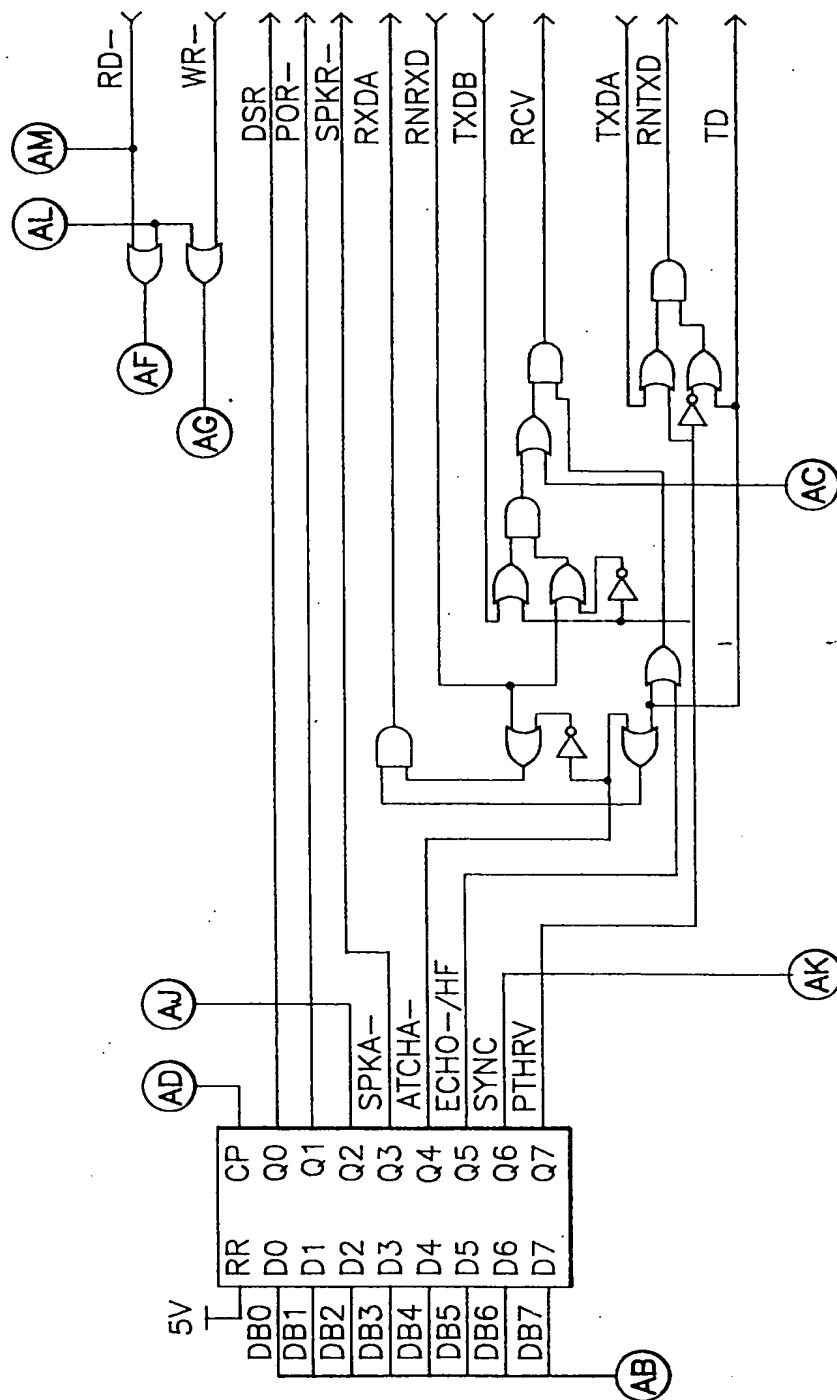 RD-
WR-
DSR
POR-
SPKR-
RXDA
RNRXD
TXDB
RCV
TXDA
RNTXD
TD
AM
AL
AF
AG
AC
AJ
AD
AK
AB
SPKA-
ATCHA-
ECHO-/HF
SYNC
PTHRV
5V
RR CP
D0 Q0
D1 Q1
D2 Q2
D3 Q3
D4 Q4
D5 Q5
D6 Q6
D7 Q7
DB0
DB1
DB2
DB3
DB4
DB5
DB6
DB7